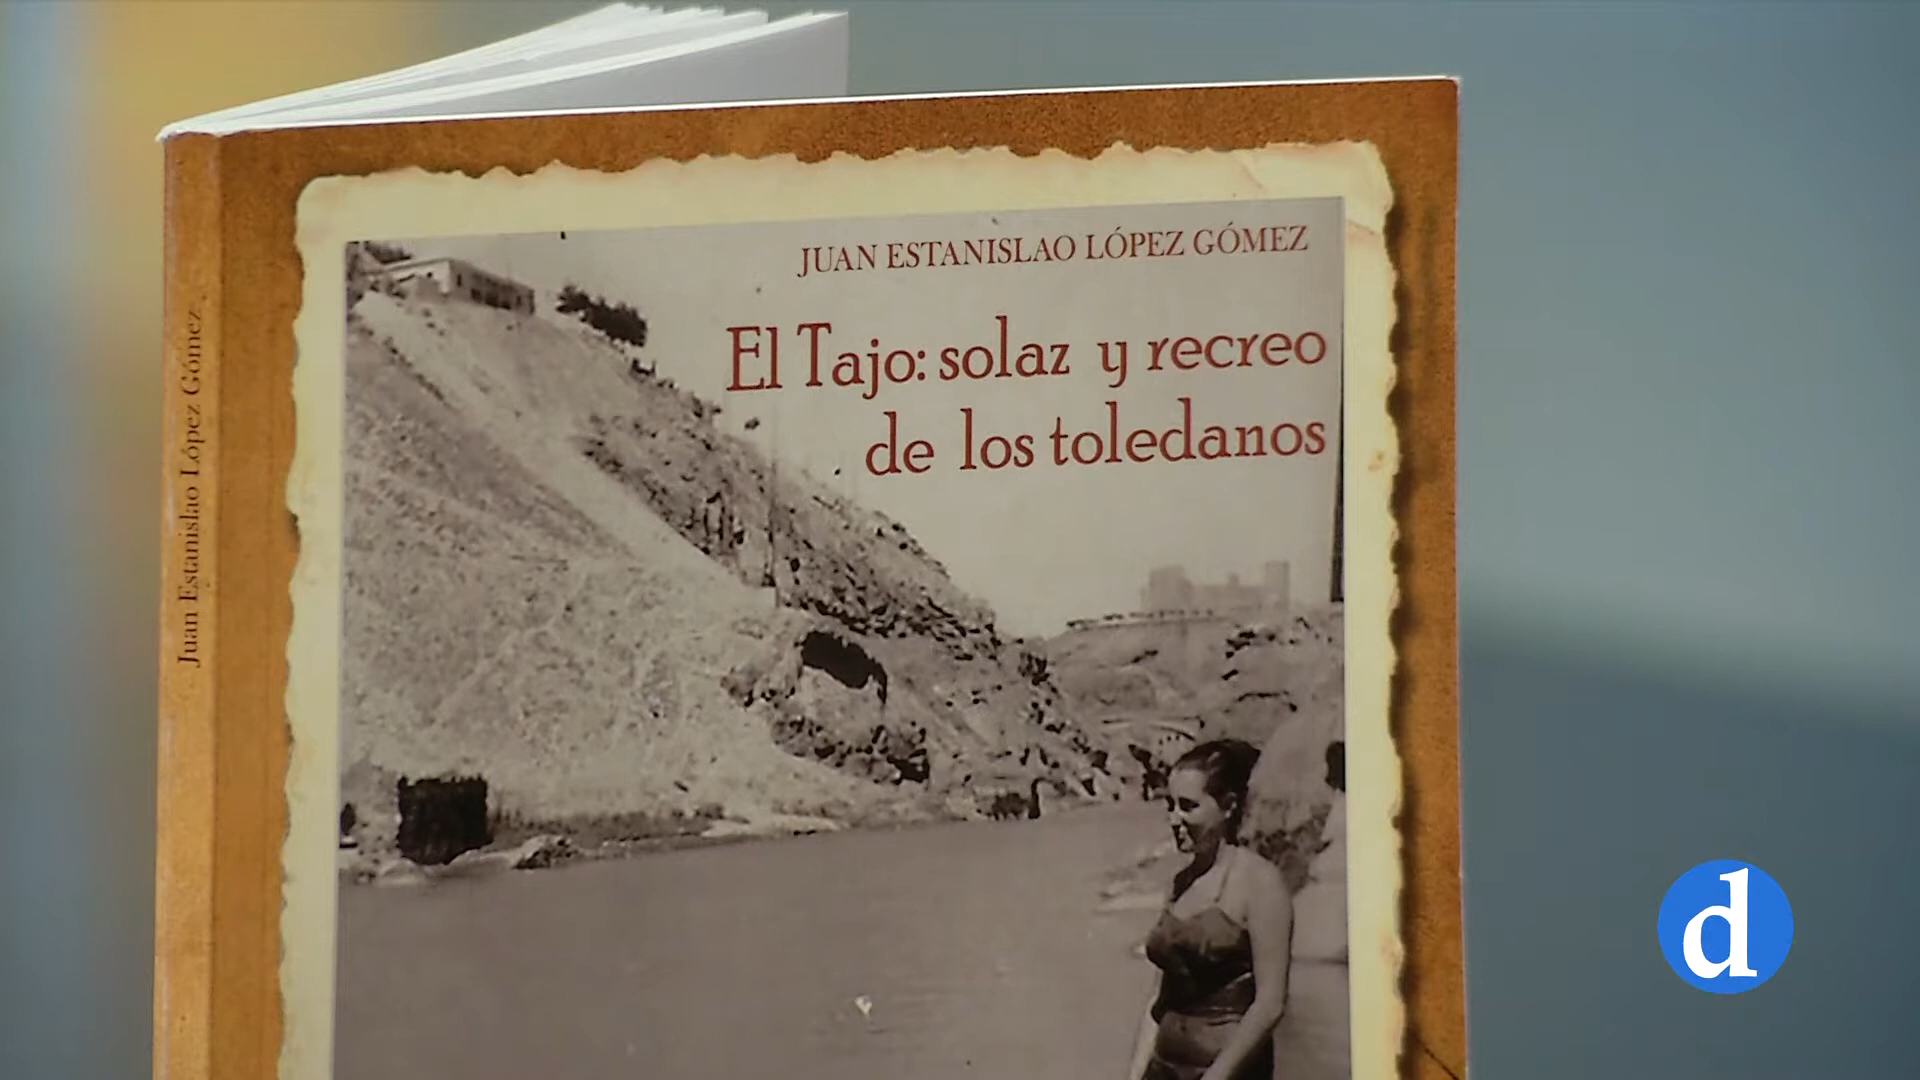 JUAN ESTANISLAO LÓPEZ GÓMEZ
El Tajo: solaz y recreo
de los toledanos
Juan Estanislao López Gómez
d